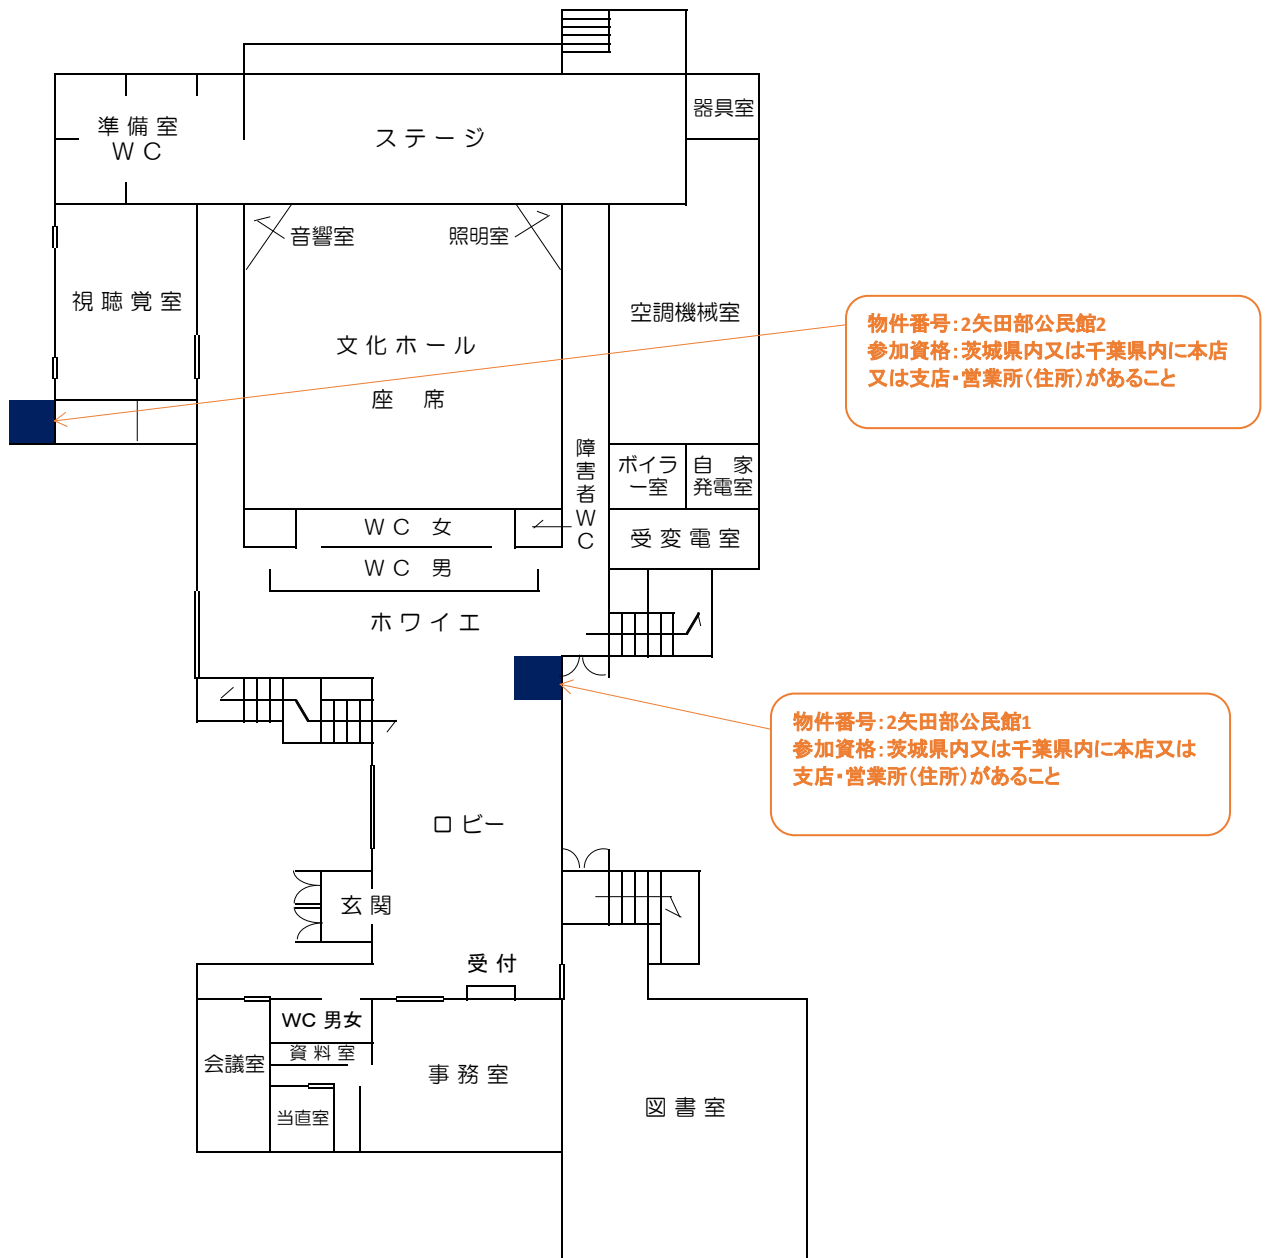 器具室
準備室
ＷＣ
ステージ
音響室
照明室
視聴覚室
空調機械室
文化ホール
座　席
物件番号：2矢田部公民館2
参加資格：茨城県内又は千葉県内に本店
又は支店・営業所（住所）があること
障害者ＷＣ
ボイラ
ー室
自　家
発電室
ＷＣ 女
受変電室
ＷＣ 男
ホワイエ
物件番号：2矢田部公民館1
参加資格：茨城県内又は千葉県内に本店又は
支店・営業所（住所）があること
ロビー
玄関
受付
WC 男女
資料室
会議室
事務室
当直室
図書室